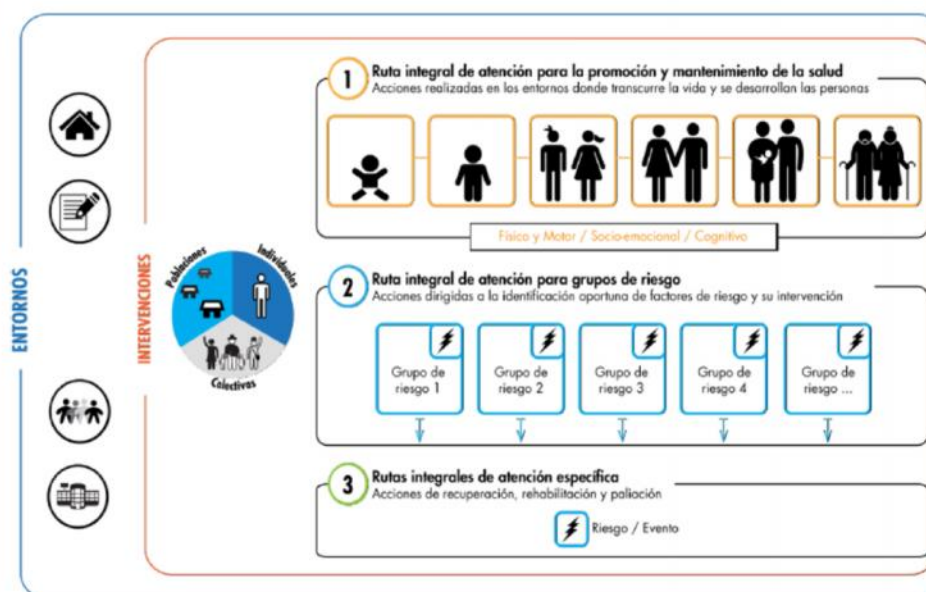 ENTORNOS
INTERVENCIONES
Poblaciones
Individuales
Colectivas
1
Ruta integral de atención para la promoción y mantenimiento de la salud
Acciones realizadas en los entornos donde transcurre la vida y se desarrollan las personas
Físico y Motor / Socio-emocional / Cognitivo
2
Ruta integral de atención para grupos de riesgo
Acciones dirigidas a la identificación oportuna de factores de riesgo y su intervención
Grupo de
riesgo 1
Grupo de
riesgo 2
Grupo de
riesgo 3
Grupo de
riesgo 4
Grupo de
riesgo ...
3
Rutas integrales de atención específica
Acciones de recuperación, rehabilitación y paliación
Riesgo / Evento